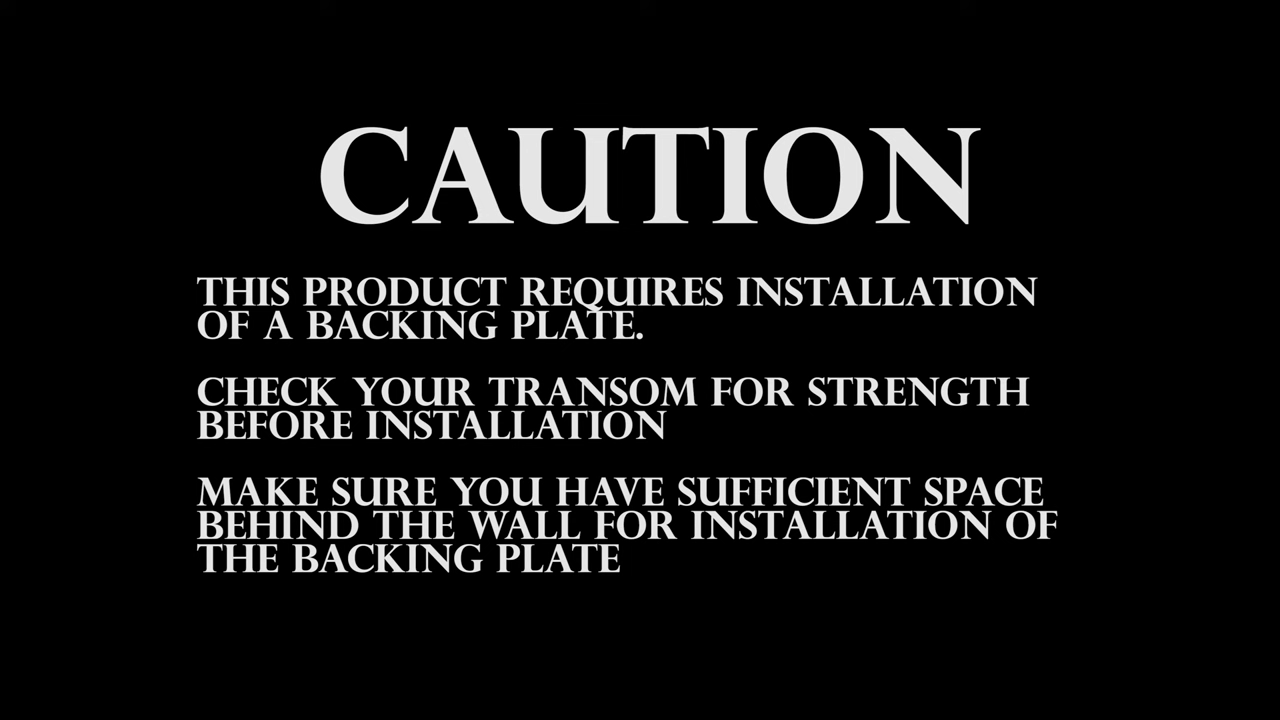 CAUTION
THIS PRODUCT REQUIRES INSTALLATION
OF A BACKING PLATE.
CHECK YOUR TRANSOM FOR STRENGTH
BEFORE INSTALLATION
MAKE SURE YOU HAVE SUFFICIENT SPACE
BEHIND THE WALL FOR INSTALLATION OF
THE BACKING PLATE